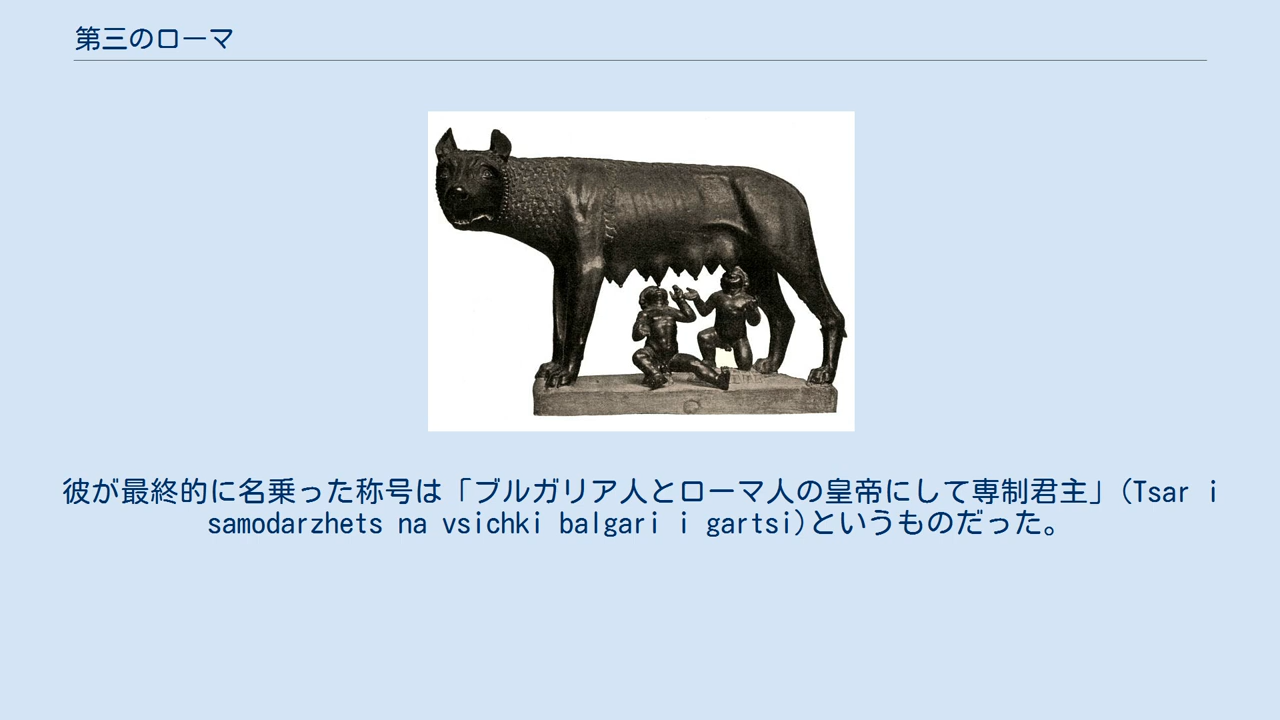 第三のローマ
彼が最終的に名乗った称号は「ブルガリア人とローマ人の皇帝にして専制君主」(Tsar i
samodarzhets na vsichki balgari i gartsi)というものだった。